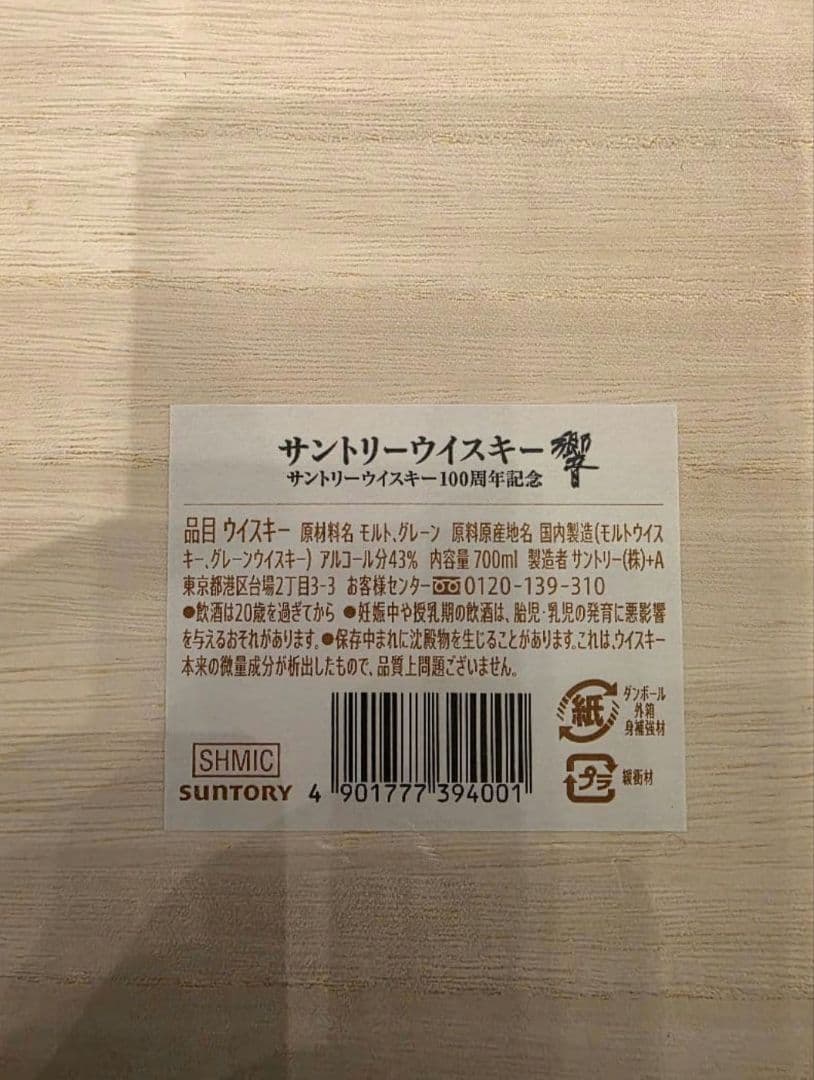 サントリーウイスキー響
サントリーウイスキー100周年記念
品目 ウイスキー 原材料名 モルト、グレーン 原料原産地名 国内製造(モルトウイス
キー、グレーンウイスキー) アルコール分43% 内容量 700ml 製造者 サントリー(株)+A
東京都港区台場2丁目3-3 お客様センター 0120-139-310
●飲酒は20歳を過ぎてから ●妊娠中や授乳期の飲酒は、胎児・乳児の発育に悪影響
を与えるおそれがあります。●保存中まれに沈殿物を生じることがあります。これは、ウイスキー
本来の微量成分が析出したもので、品質上問題ございません。
紙
ダンボール
外箱
身補強材
SHMIC
SUNTORY
4 901777 394001
プラ
緩衝材